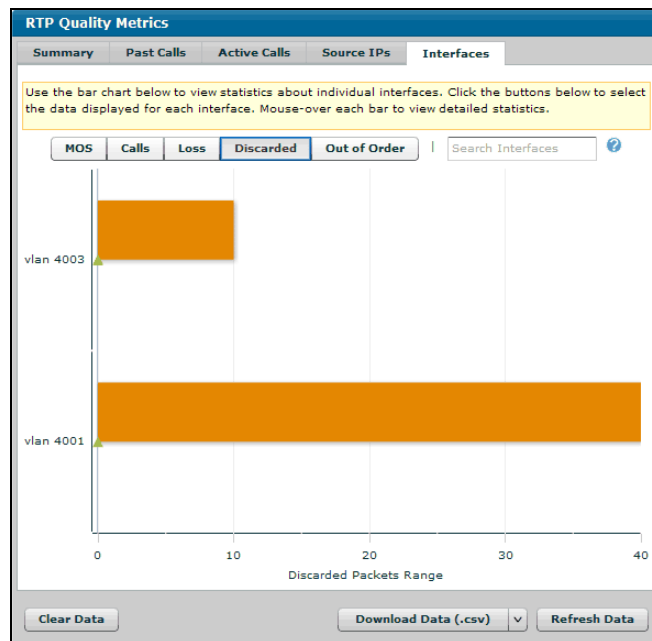 RTP Quality Metrics
Summary Past Calls Active Calls Source IPs Interfaces
Use the bar chart below to view statistics about individual interfaces. Click the buttons below to select
the data displayed for each interface. Mouse-over each bar to view detailed statistics.
MOS Calls Loss Discarded Out of Order | Search Interfaces ?
vlan 4003
vlan 4001
0 10 20 30 40
Discarded Packets Range
Clear Data Download Data (.csv) v Refresh Data